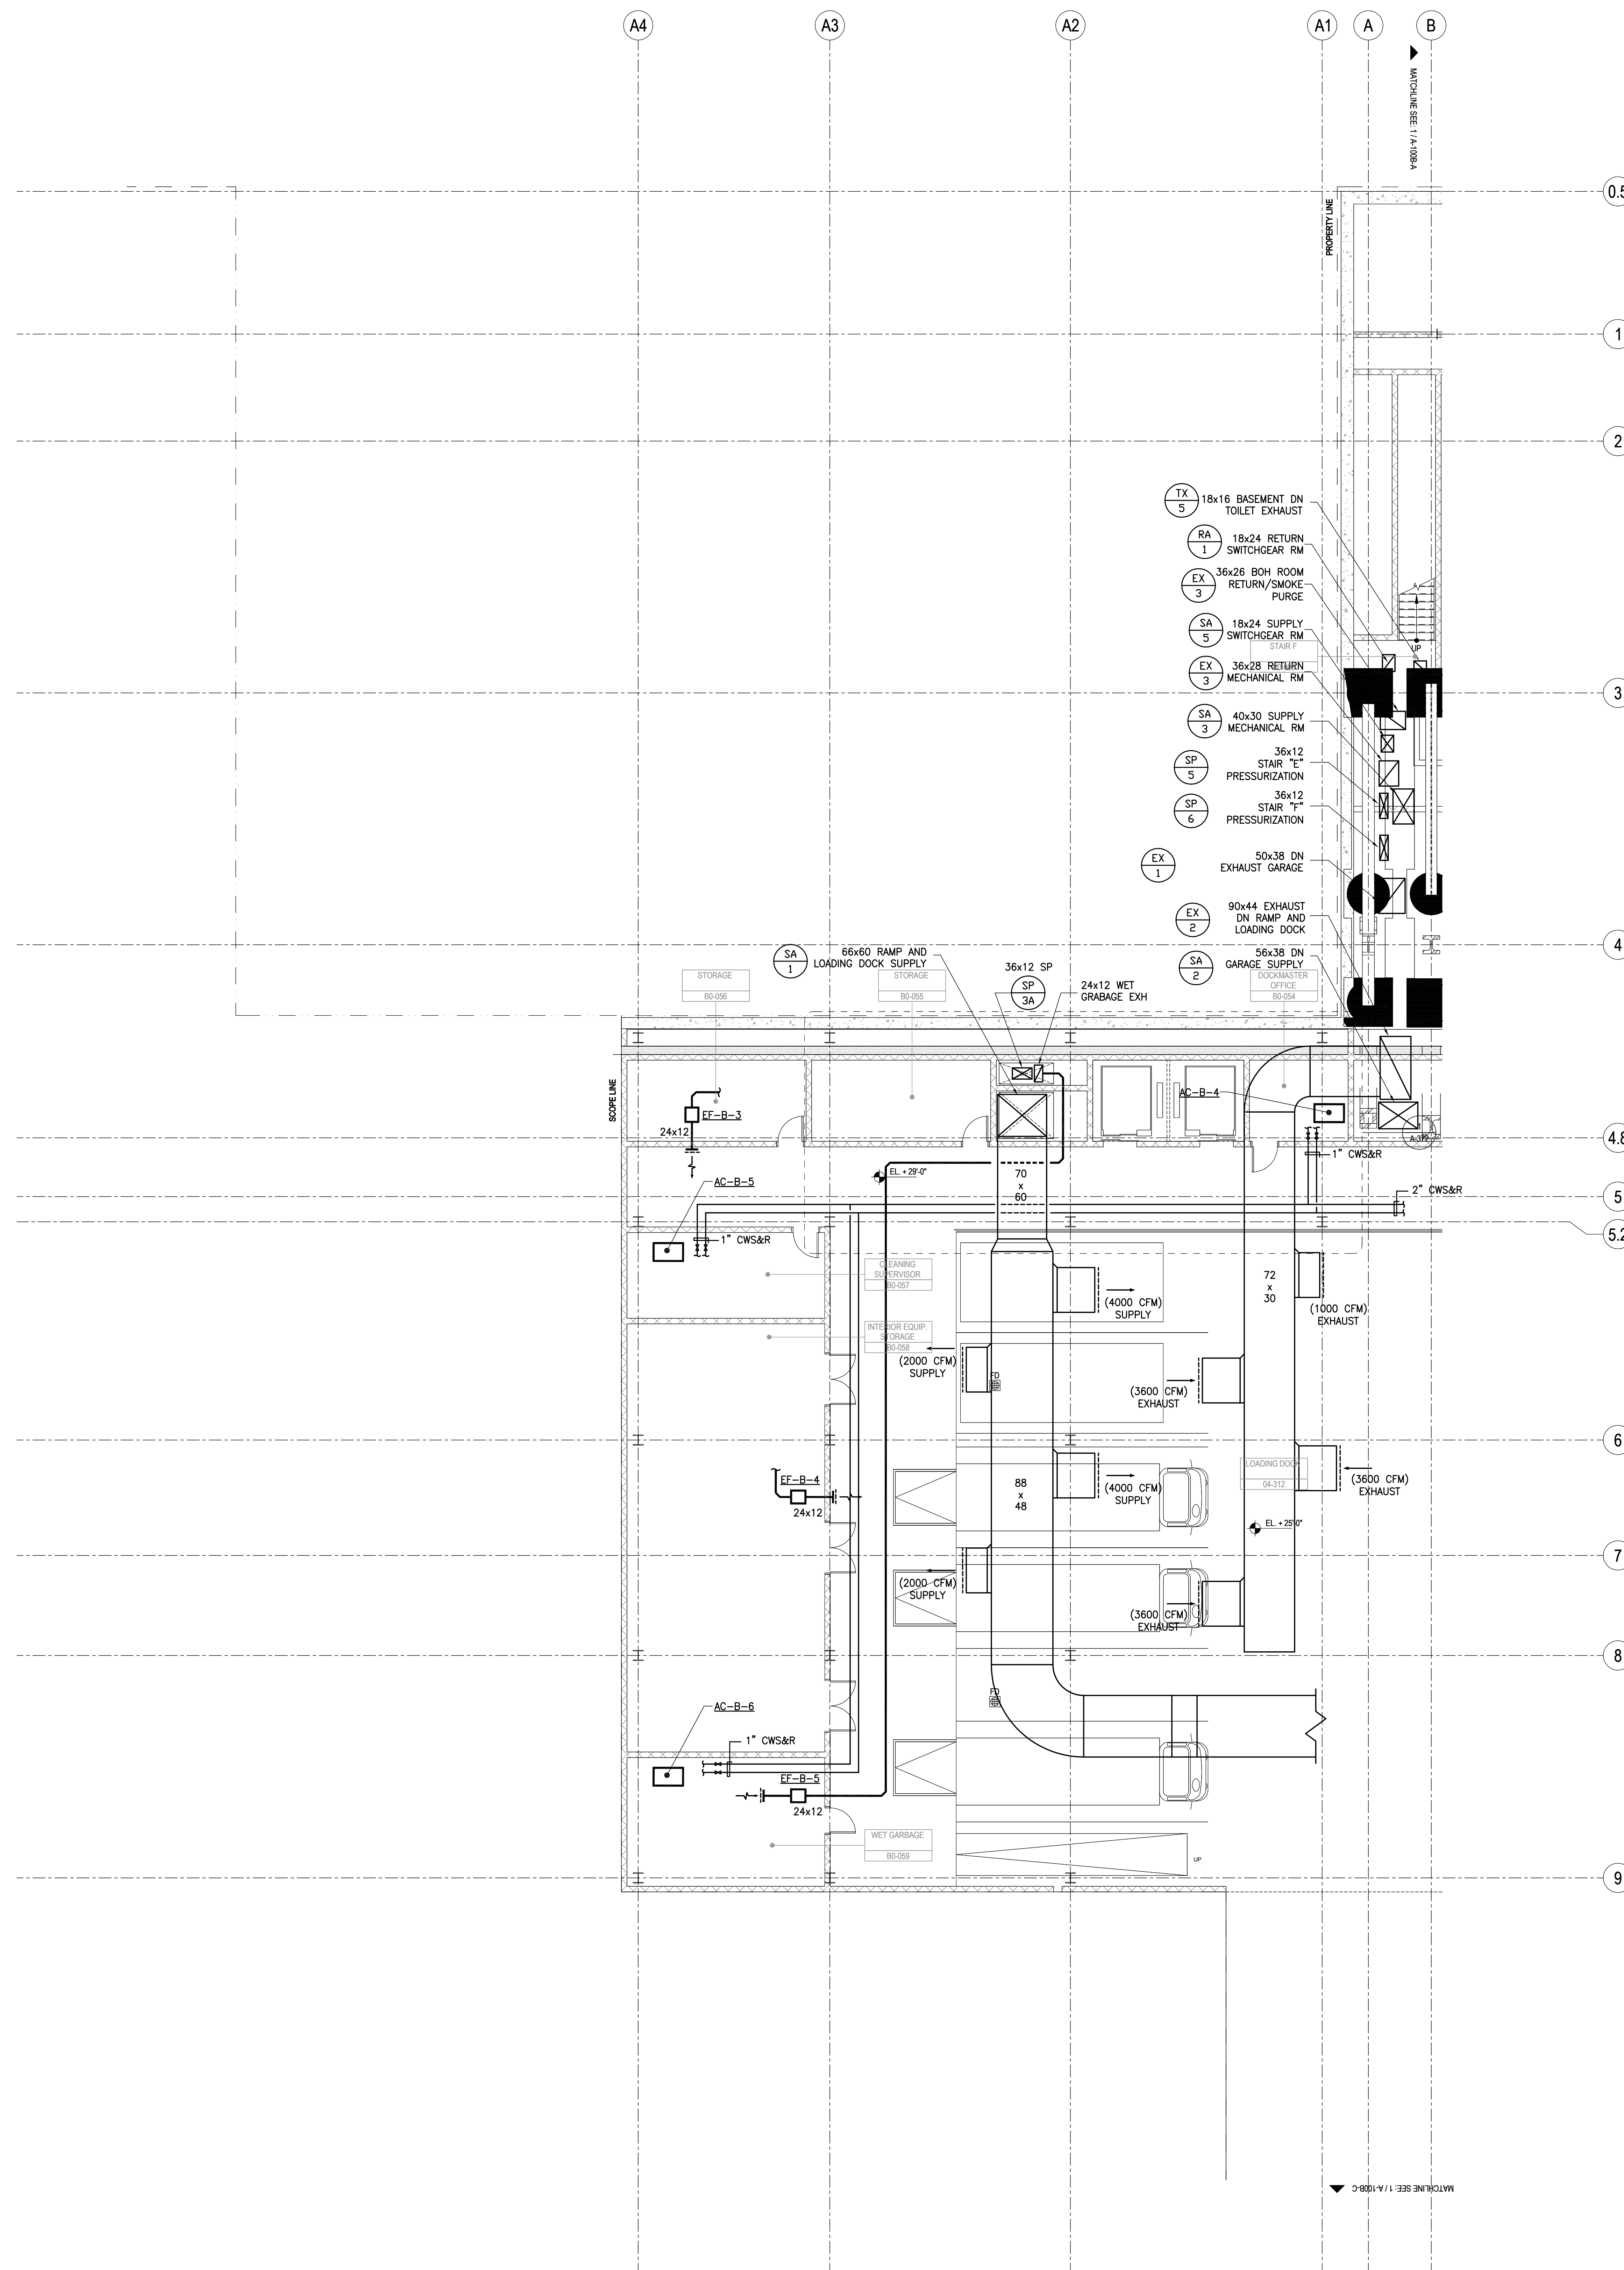 A4
A3
A2
A1
A
B
MATCHLINE SEE: 1 / A-100B-A
0.5
PROPERTY LINE
1
2
TX
5
18x16 BASEMENT DN
TOILET EXHAUST
RA
1
18x24 RETURN
SWITCHGEAR RM
EX
3
36x26 BOH ROOM
RETURN/SMOKE
PURGE
SA
5
18x24 SUPPLY
SWITCHGEAR RM
STAIR F
UP
EX
3
36x28 RETURN
MECHANICAL RM
3
SA
3
40x30 SUPPLY
MECHANICAL RM
SP
5
36x12
STAIR "E"
PRESSURIZATION
SP
6
36x12
STAIR "F"
PRESSURIZATION
EX
1
50x38 DN
EXHAUST GARAGE
EX
2
90x44 EXHAUST
DN RAMP AND
LOADING DOCK
4
SA
1
66x60 RAMP AND
LOADING DOCK SUPPLY
SA
2
56x38 DN
GARAGE SUPPLY
36x12 SP
SP
3A
24x12 WET
GRABAGE EXH
STORAGE
B0-056
STORAGE
B0-055
DOCKMASTER
OFFICE
B0-054
SCOPE LINE
EF-B-3
24x12
AC-B-4
A-372
4.8
1" CWS&R
EL. + 29'-0"
70
x
60
AC-B-5
2" CWS&R
5
5.2
1" CWS&R
CLEANING
SUPERVISOR
B0-057
72
x
30
(4000 CFM)
SUPPLY
(1000 CFM)
EXHAUST
INTERIOR EQUIP.
STORAGE
B0-058
(2000 CFM)
SUPPLY
FD
(3600 CFM)
EXHAUST
6
EF-B-4
24x12
88
x
48
(4000 CFM)
SUPPLY
LOADING DOCK
04-312
(3600 CFM)
EXHAUST
EL. + 25'-0"
7
(2000 CFM)
SUPPLY
(3600 CFM)
EXHAUST
8
FD
AC-B-6
1" CWS&R
EF-B-5
24x12
WET GARBAGE
B0-059
UP
9
MATCHLINE SEE: 1 / A-100B-C